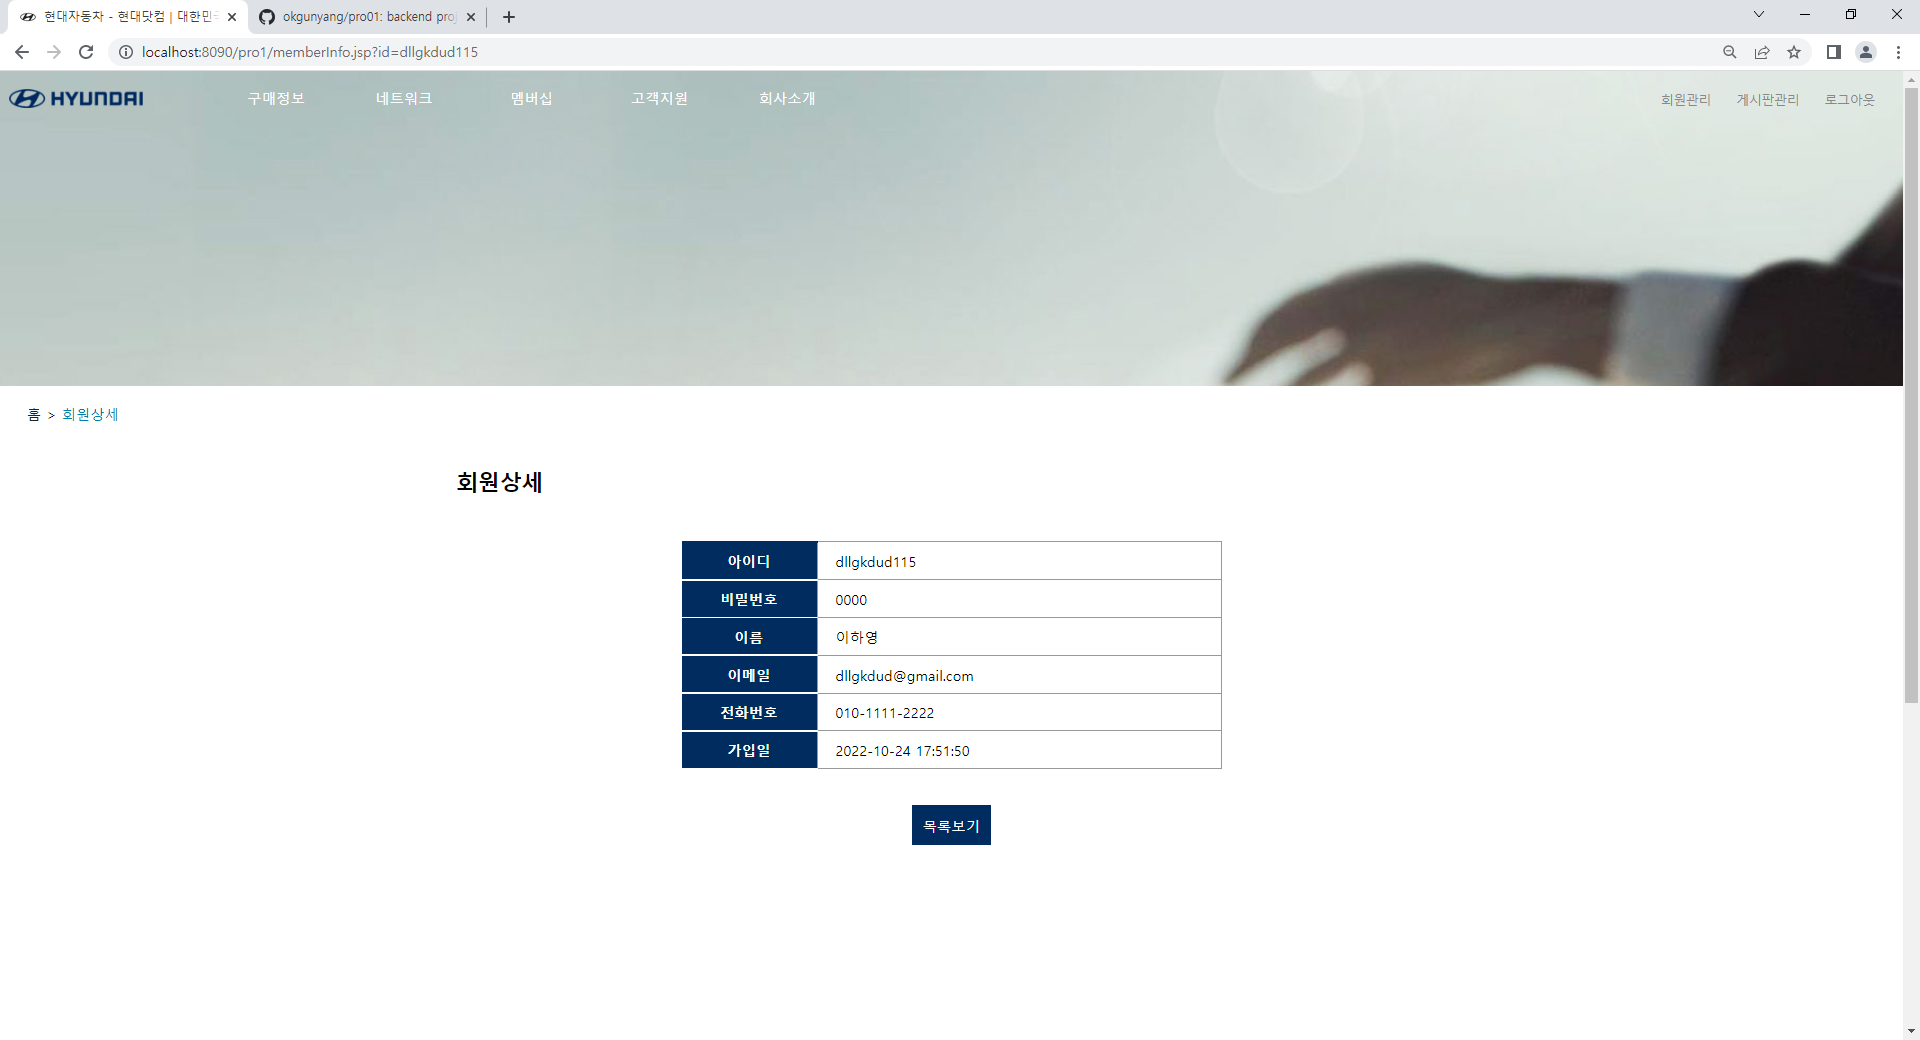 현대자동차 - 현대닷컴 | 대한민국
okgunyang/pro01: backend pro
localhost:8090/pro1/memberInfo.jsp?id=dllgkdud115
HYUNDAI
구매정보 네트워크 멤버십 고객지원 회사소개
회원관리 게시판관리 로그아웃
홈 > 회원상세
회원상세
아이디 dllgkdud115
비밀번호 0000
이름 이하영
이메일 dllgkdud@gmail.com
전화번호 010-1111-2222
가입일 2022-10-24 17:51:50
목록보기